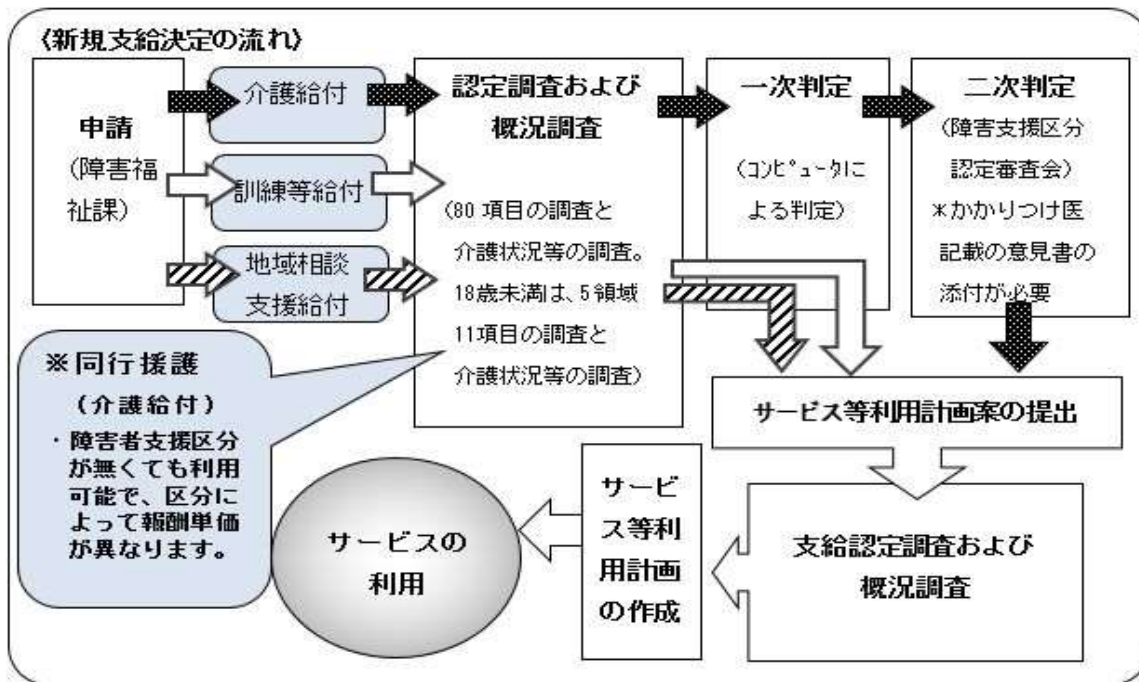 〈新規支給決定の流れ〉
申請
（障害福
祉課）
介護給付
訓練等給付
地域相談
支援給付
認定調査および
概況調査
（80 項目の調査と
介護状況等の調査。
18歳未満は、5領域
11項目の調査と
介護状況等の調査）
一次判定
（コンピュータに
よる判定）
二次判定
（障害支援区分
認定審査会）
＊かかりつけ医
記載の意見書の
添付が必要
※同行援護
（介護給付）
・障害者支援区分
が無くても利用
可能で、区分に
よって報酬単価
が異なります。
サービス等利用計画案の提出
支給認定調査および
概況調査
サービ
ス等利
用計画
の作成
サービスの
利用